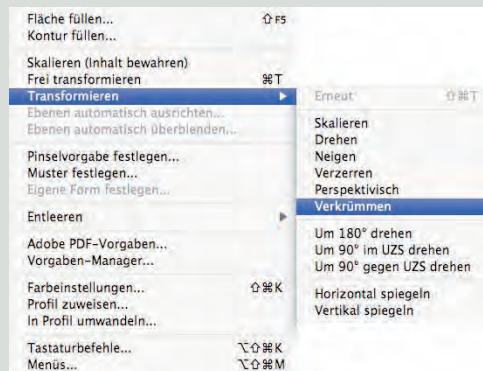 Fläche füllen... ⇧F5
Kontur füllen...
Skalieren (Inhalt bewahren)
Frei transformieren ⌘T
Transformieren ▶
Ebenen automatisch ausrichten...
Ebenen automatisch überblenden...
Pinselvorgabe festlegen...
Muster festlegen...
Eigene Form festlegen...
Entleeren ▶
Adobe PDF-Vorgaben...
Vorgaben-Manager...
Farbeinstellungen... ⇧⌘K
Profil zuweisen...
In Profil umwandeln...
Tastaturbefehle... ⌥⇧⌘K
Menüs... ⌥⇧⌘M
Erneut ⇧⌘T
Skalieren
Drehen
Neigen
Verzerren
Perspektivisch
Verkrümmen
Um 180° drehen
Um 90° im UZS drehen
Um 90° gegen UZS drehen
Horizontal spiegeln
Vertikal spiegeln